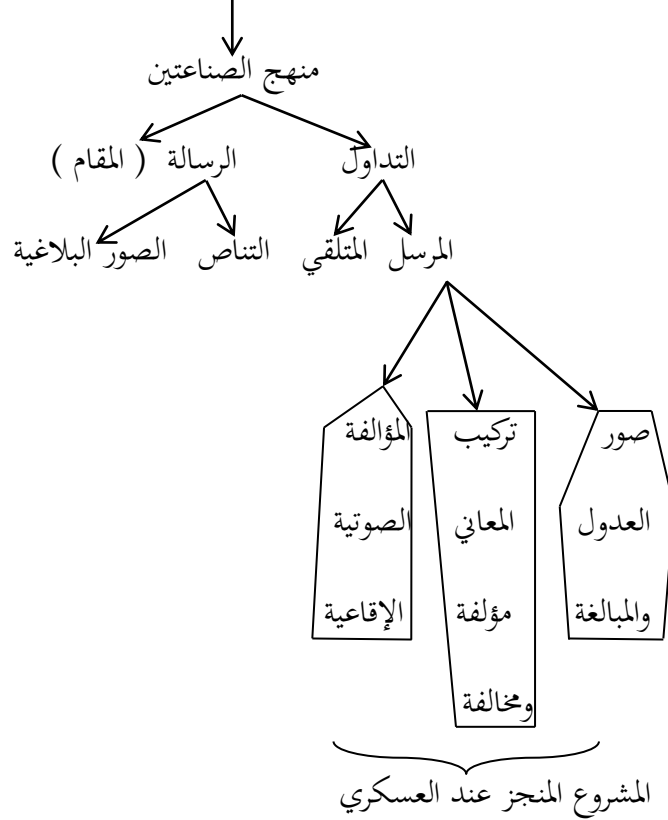 منهج الصناعتين
التداول
الرسالة ( المقام )
المرسل
المتلقي
التناص
الصور البلاغية
صور
العدول
والمبالغة
تركيب
المعاني
مؤلفة
ومخالفة
المؤالفة
الصوتية
الإقاعية
المشروع المنجز عند العسكري